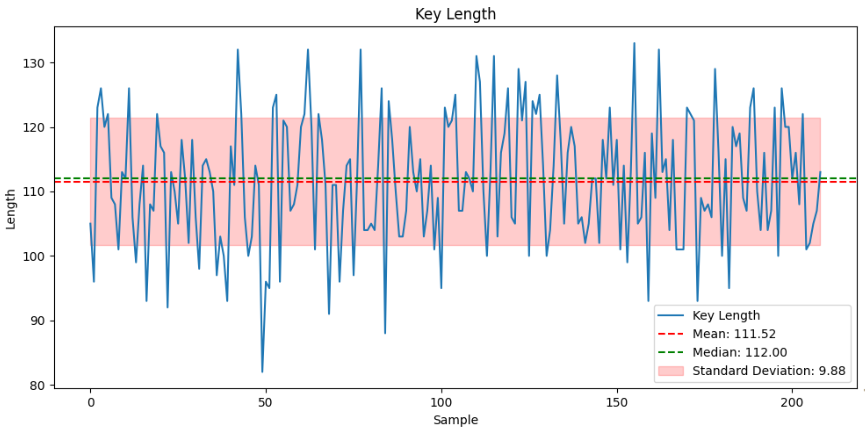 Key Length
130
120
110
100
90
80
Length
0 50 100 150 200
Sample
Key Length
Mean: 111.52
Median: 112.00
Standard Deviation: 9.88